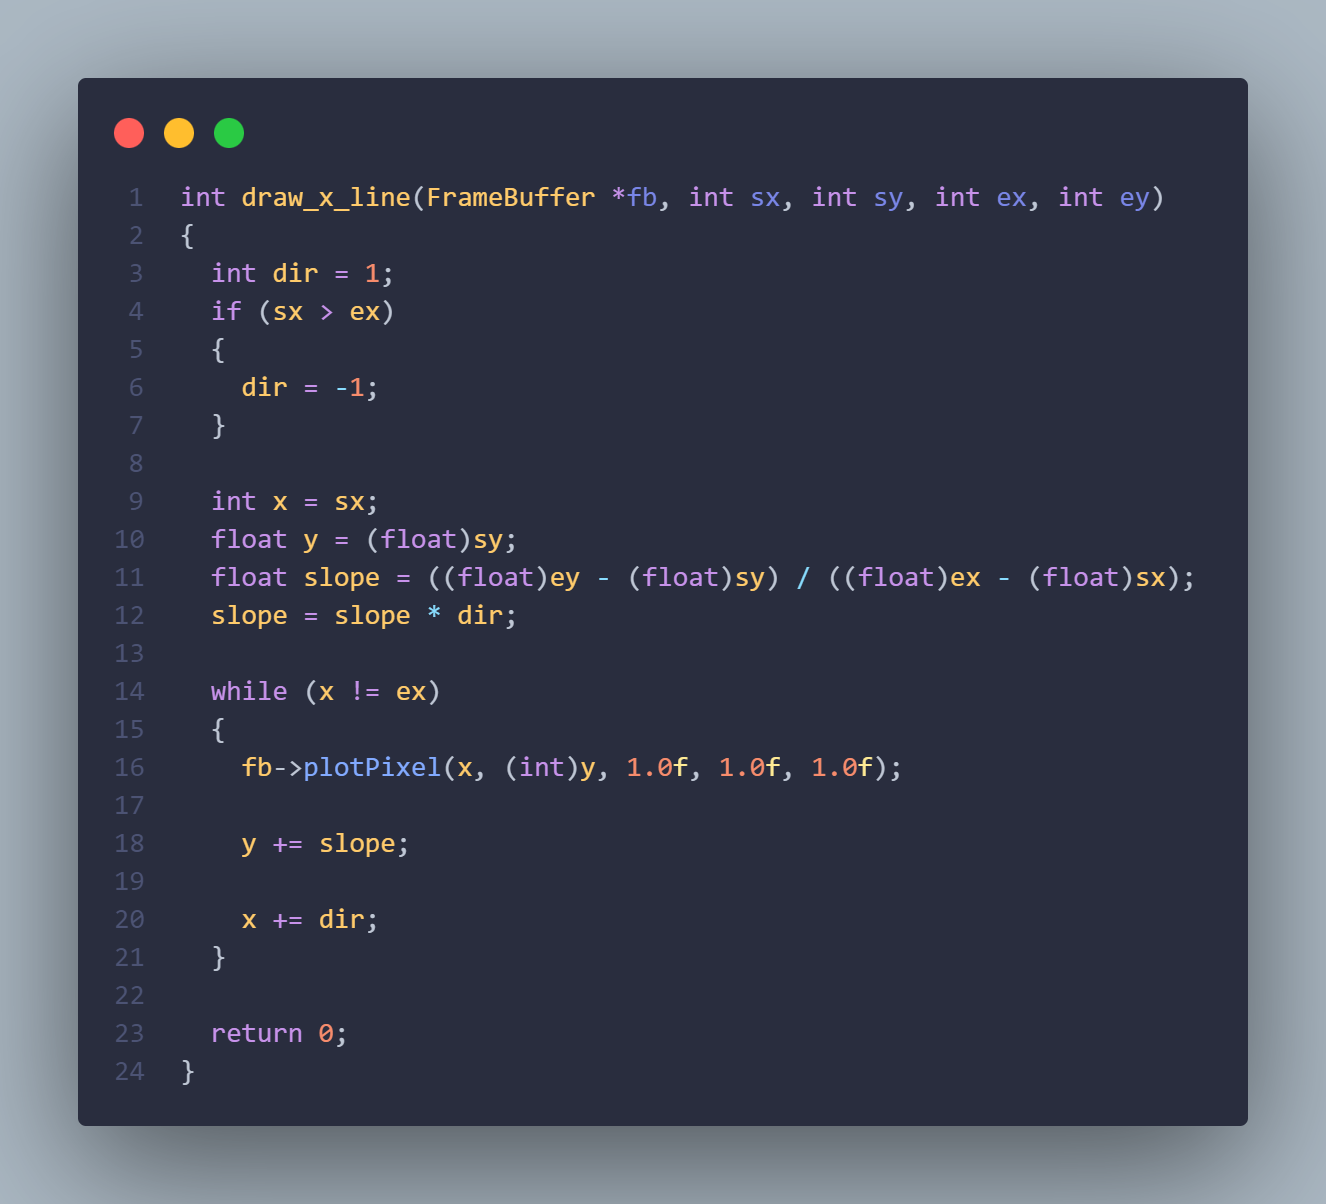 1 int draw_x_line(FrameBuffer *fb, int sx, int sy, int ex, int ey)
2 {
3   int dir = 1;
4   if (sx > ex)
5   {
6     dir = -1;
7   }
8
9   int x = sx;
10   float y = (float)sy;
11   float slope = ((float)ey - (float)sy) / ((float)ex - (float)sx);
12   slope = slope * dir;
13
14   while (x != ex)
15   {
16     fb->plotPixel(x, (int)y, 1.0f, 1.0f, 1.0f);
17
18     y += slope;
19
20     x += dir;
21   }
22
23   return 0;
24 }